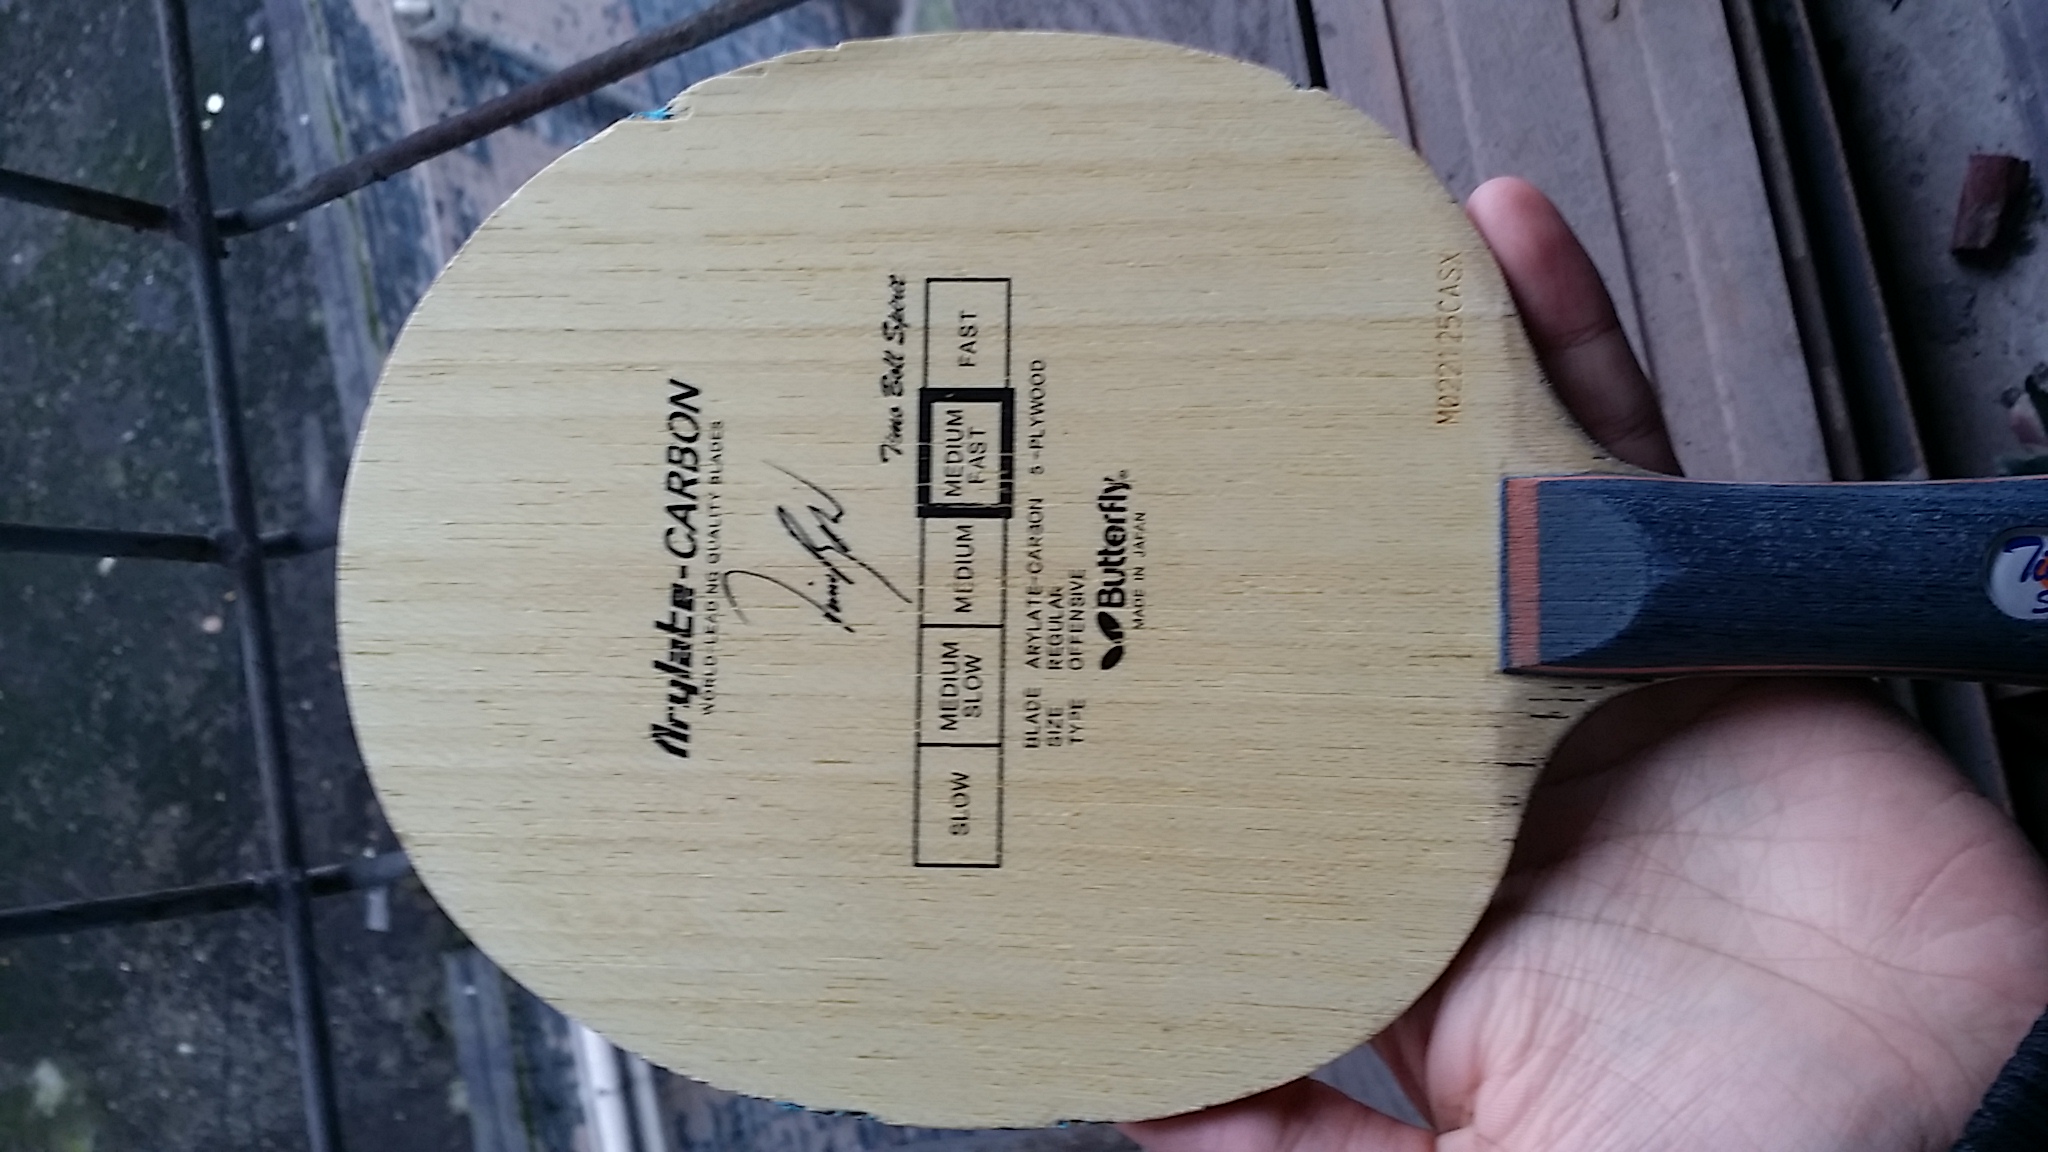 Arylate-CARBON
WORLD-LEADING QUALITY BLADES
Timo Boll Spirit
SLOW
MEDIUM
SLOW
MEDIUM
MEDIUM
FAST
FAST
BLADE ARYLATE-CARBON 5-PLYWOOD
SIZE REGULAR
TYPE OFFENSIVE
Butterfly
MADE IN JAPAN
M022125CASX